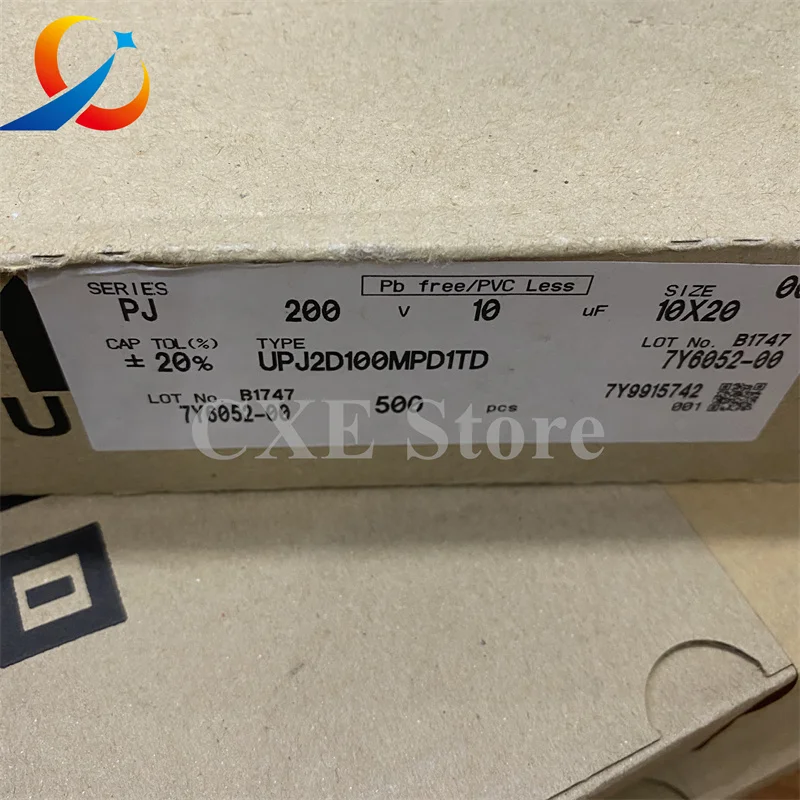 Pb free/PVC Less
SERIES
SIZE
PJ 200 V 10 uF 10X20
CAP TOL(%) TYPE LOT No. B1747
± 20% UPJ2D100MPD1TD 7Y6052-00
LOT No. B1747
7Y6052-00 500 pcs
7Y9915742
001
CXE Store